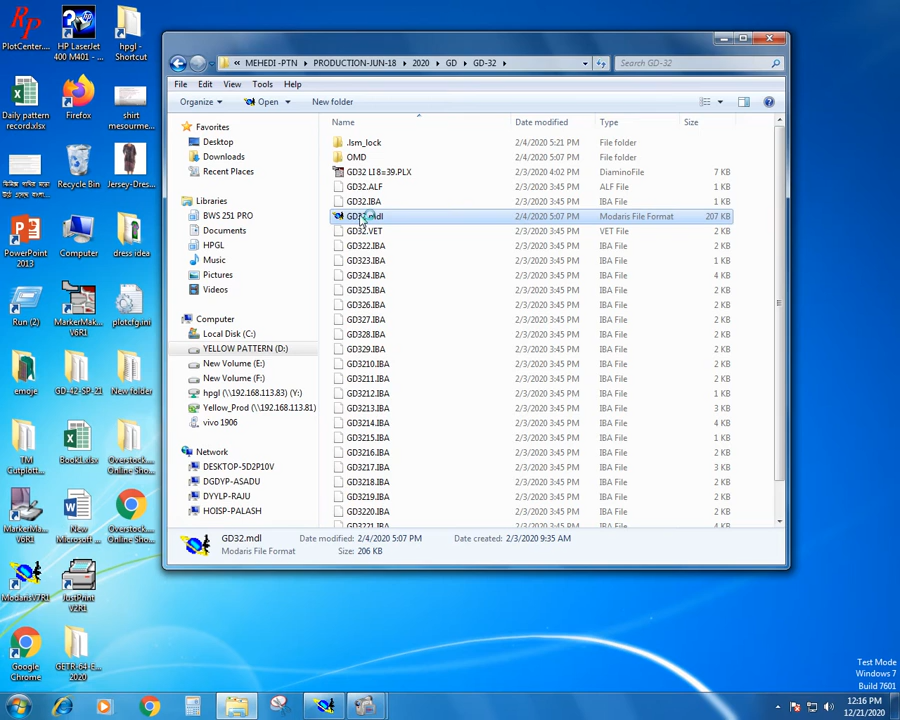 PlotCenter....
HP LaserJet
400 M401 - ...
hpgl -
Shortcut
Daily pattern
record.xlsx
Firefox
shirt
mesourme...
Recycle Bin
Jersey-Dres...
PowerPoint
2013
Computer
dress idea
Run (2)
MarkerMak...
V6R1
plotcfg.ini
emoje
GD-42-SP-21
New folder
TM
Cutplott...
Book1.xlsx
Overstock....
Online Sho...
MarkerMa...
V6R1
New
Microsoft ...
Overstock....
Online Sho...
ModarisV7R1
JustPrint
V2R1
Google
Chrome
GETR-64-E...
2020
« MEHEDI -PTN
PRODUCTION-JUN-18
2020
GD
GD-32
Search GD-32
File Edit View Tools Help
Organize
Open
New folder
Favorites
Desktop
Downloads
Recent Places
Libraries
BWS 251 PRO
Documents
HPGL
Music
Pictures
Videos
Computer
Local Disk (C:)
YELLOW PATTERN (D:)
New Volume (E:)
New Volume (F:)
hpgl (\\192.168.113.83) (Y:)
Yellow_Prod (\\192.168.113.81)
vivo 1906
Network
DESKTOP-5D2P10V
DGDYP-ASADU
DYYLP-RAJU
HOISP-PALASH
Name Date modified Type Size
.lsm_lock 2/4/2020 5:21 PM File folder
OMD 2/4/2020 5:07 PM File folder
GD32 LI 8=39.PLX 2/3/2020 4:02 PM DiaminoFile 7 KB
GD32.ALF 2/3/2020 3:45 PM ALF File 2 KB
GD32.IBA 2/3/2020 3:45 PM IBA File 1 KB
GD32.mdl 2/4/2020 5:07 PM Modaris File Format 207 KB
GD32.VET 2/3/2020 3:45 PM VET File 2 KB
GD322.IBA 2/3/2020 3:45 PM IBA File 2 KB
GD323.IBA 2/3/2020 3:45 PM IBA File 1 KB
GD324.IBA 2/3/2020 3:45 PM IBA File 4 KB
GD325.IBA 2/3/2020 3:45 PM IBA File 2 KB
GD326.IBA 2/3/2020 3:45 PM IBA File 2 KB
GD327.IBA 2/3/2020 3:45 PM IBA File 2 KB
GD328.IBA 2/3/2020 3:45 PM IBA File 2 KB
GD329.IBA 2/3/2020 3:45 PM IBA File 1 KB
GD3210.IBA 2/3/2020 3:45 PM IBA File 2 KB
GD3211.IBA 2/3/2020 3:45 PM IBA File 2 KB
GD3212.IBA 2/3/2020 3:45 PM IBA File 2 KB
GD3213.IBA 2/3/2020 3:45 PM IBA File 3 KB
GD3214.IBA 2/3/2020 3:45 PM IBA File 4 KB
GD3215.IBA 2/3/2020 3:45 PM IBA File 1 KB
GD3216.IBA 2/3/2020 3:45 PM IBA File 2 KB
GD3217.IBA 2/3/2020 3:45 PM IBA File 3 KB
GD3218.IBA 2/3/2020 3:45 PM IBA File 2 KB
GD3219.IBA 2/3/2020 3:45 PM IBA File 2 KB
GD3220.IBA 2/3/2020 3:45 PM IBA File 2 KB
GD3221.IBA 2/3/2020 3:45 PM IBA File 4 KB
GD32.mdl Date modified: 2/4/2020 5:07 PM Date created: 2/3/2020 9:35 AM
Modaris File Format Size: 206 KB
Test Mode
Windows 7
Build 7601
12:16 PM
12/21/2020